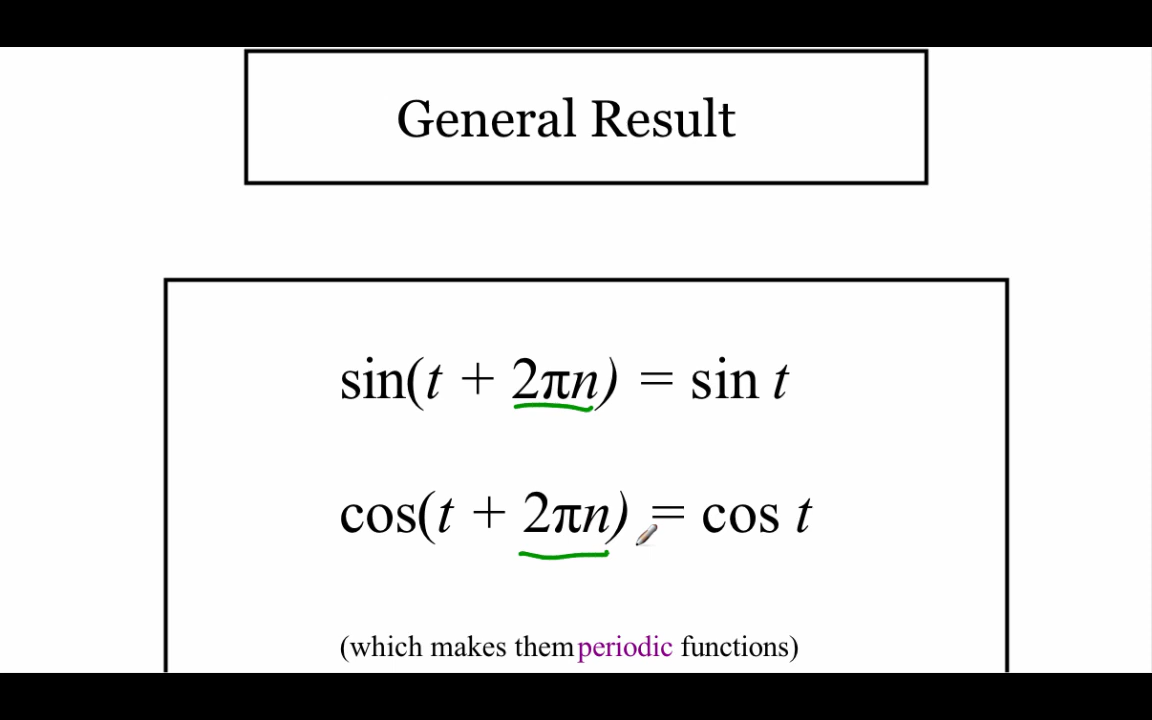 General Result
sin(t + 2πn) = sin t
cos(t + 2πn) = cos t
(which makes them periodic functions)